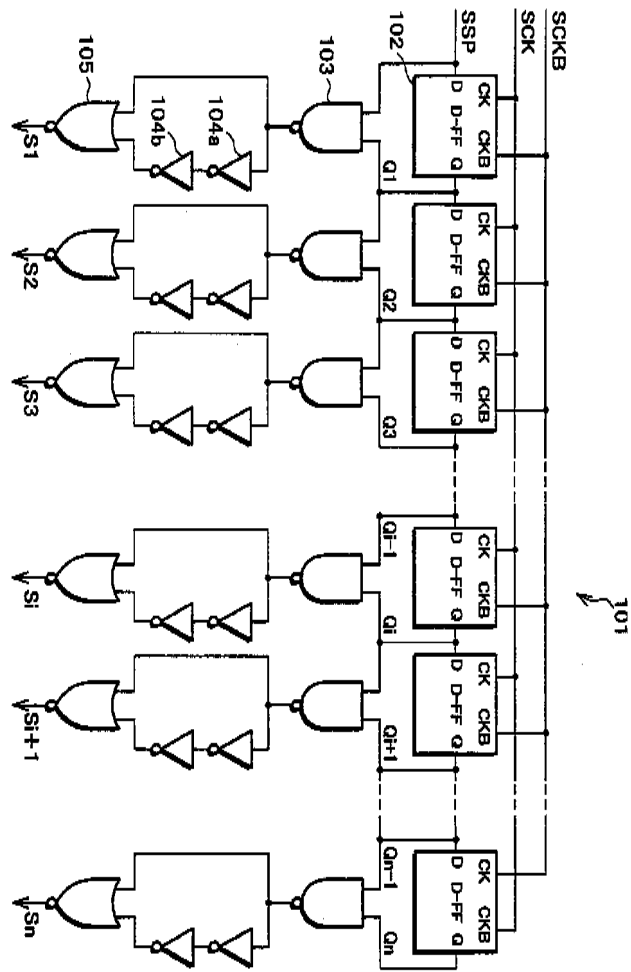 101
SCKB
SCK
SSP
102
CK CKB
D D-FF Q
CK CKB
D D-FF Q
CK CKB
D D-FF Q
CK CKB
D D-FF Q
CK CKB
D D-FF Q
CK CKB
D D-FF Q
Q1 Q2 Q3 Qi-1 Qi Qi+1 Qn-1 Qn
103
104a
104b
105
S1 S2 S3 Si Si+1 Sn